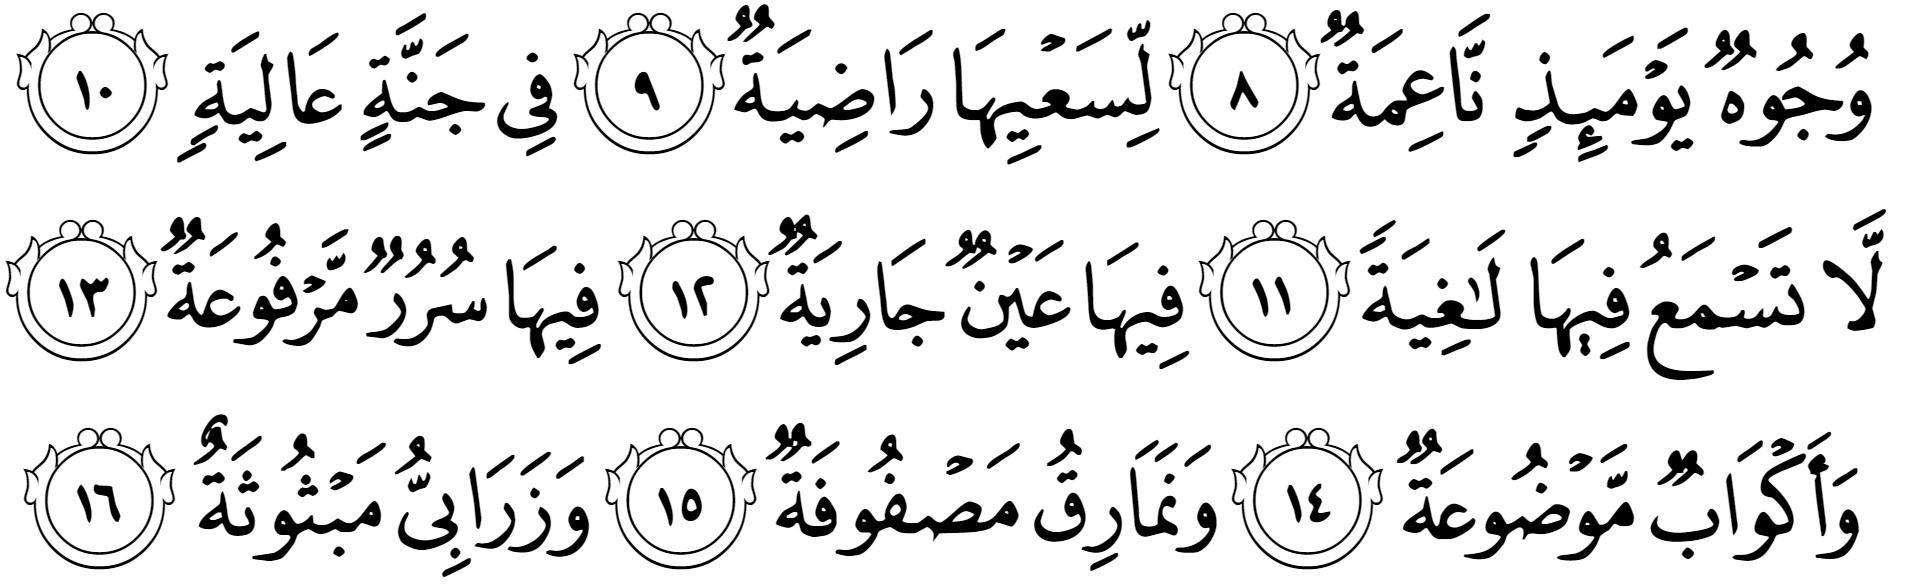 وُجُوهٌ يَوْمَئِذٍ نَّاعِمَةٌ ٨ لِّسَعْيِهَا رَاضِيَةٌ ٩ فِي جَنَّةٍ عَالِيَةٍ ١٠
لَّا تَسْمَعُ فِيهَا لَـٰغِيَةً ١١ فِيهَا عَيْنٌ جَارِيَةٌ ١٢ فِيهَا سُرُرٌ مَّرْفُوعَةٌ ١٣
وَأَكْوَابٌ مَّوْضُوعَةٌ ١٤ وَنَمَارِقُ مَصْفُوفَةٌ ١٥ وَزَرَابِيُّ مَبْثُوثَةٌ ١٦